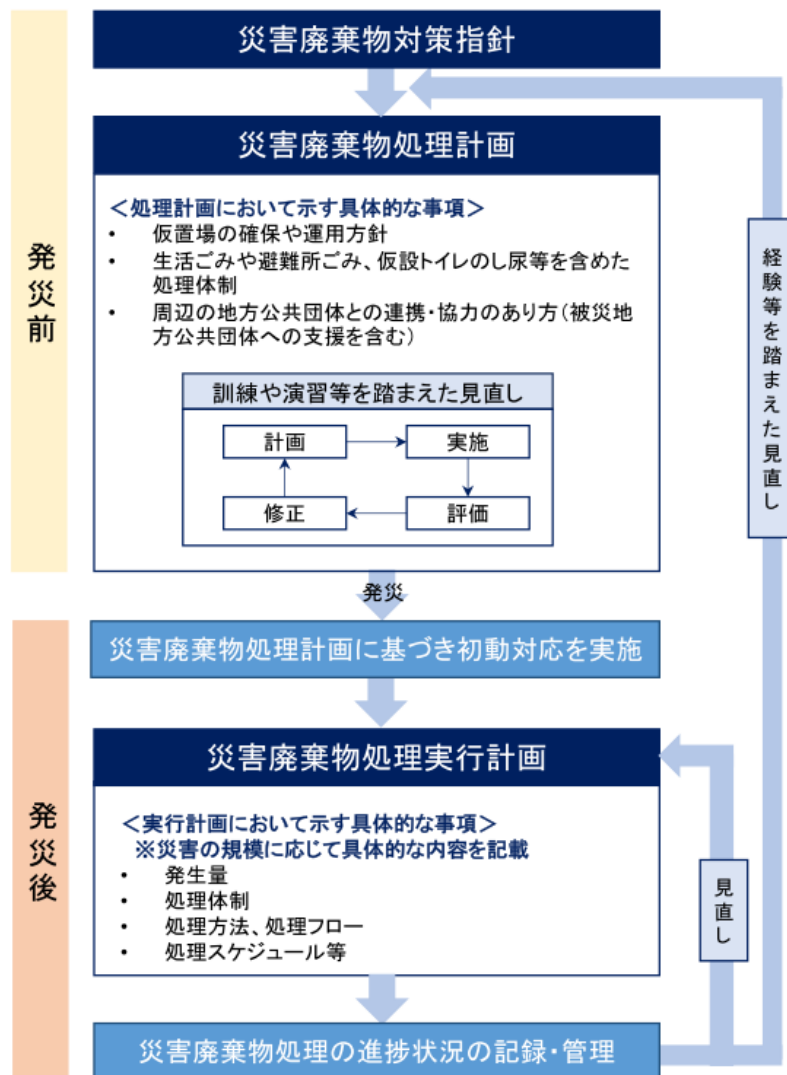 災害廃棄物対策指針
発災前
災害廃棄物処理計画
＜処理計画において示す具体的な事項＞
• 仮置場の確保や運用方針
• 生活ごみや避難所ごみ、仮設トイレのし尿等を含めた
処理体制
• 周辺の地方公共団体との連携・協力のあり方（被災地
方公共団体への支援を含む）
訓練や演習等を踏まえた見直し
計画
実施
修正
評価
経験等を踏まえた見直し
発災
発災後
災害廃棄物処理計画に基づき初動対応を実施
災害廃棄物処理実行計画
＜実行計画において示す具体的な事項＞
※災害の規模に応じて具体的な内容を記載
• 発生量
• 処理体制
• 処理方法、処理フロー
• 処理スケジュール等
見直し
災害廃棄物処理の進捗状況の記録・管理